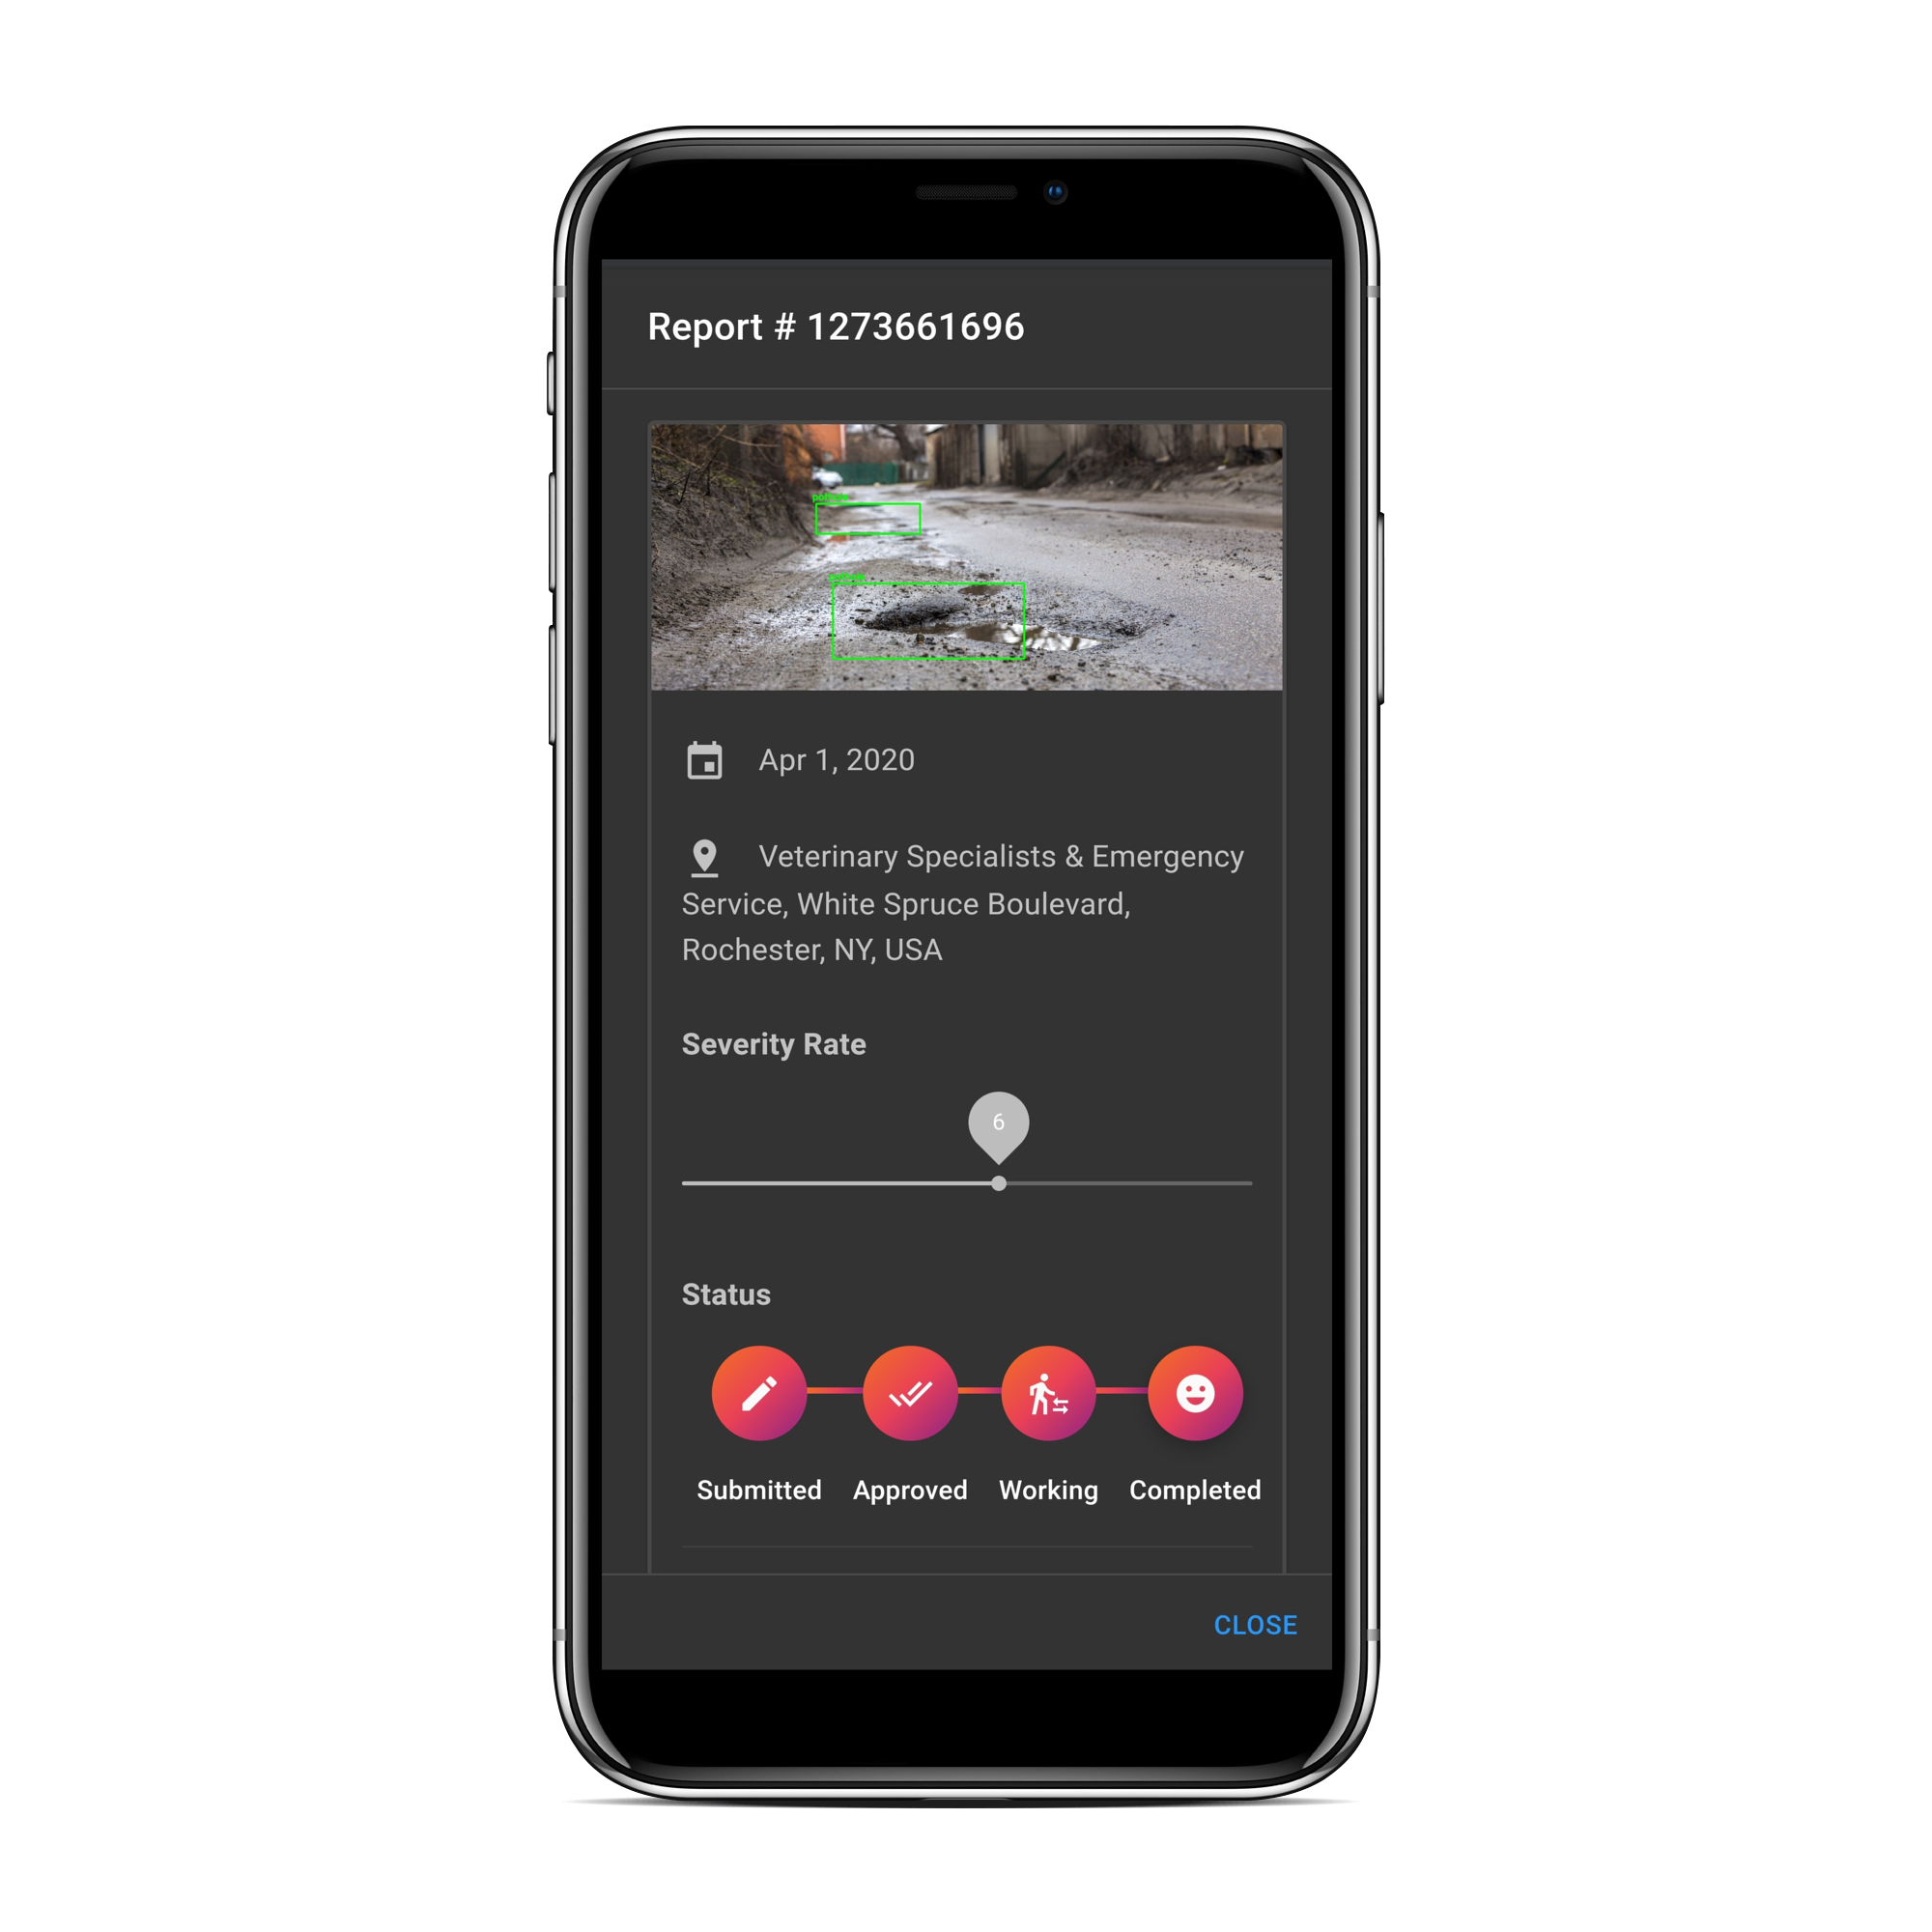 Report # 1273661696
pothole
pothole
Apr 1, 2020
Veterinary Specialists & Emergency
Service, White Spruce Boulevard,
Rochester, NY, USA
Severity Rate
6
Status
Submitted Approved Working Completed
CLOSE